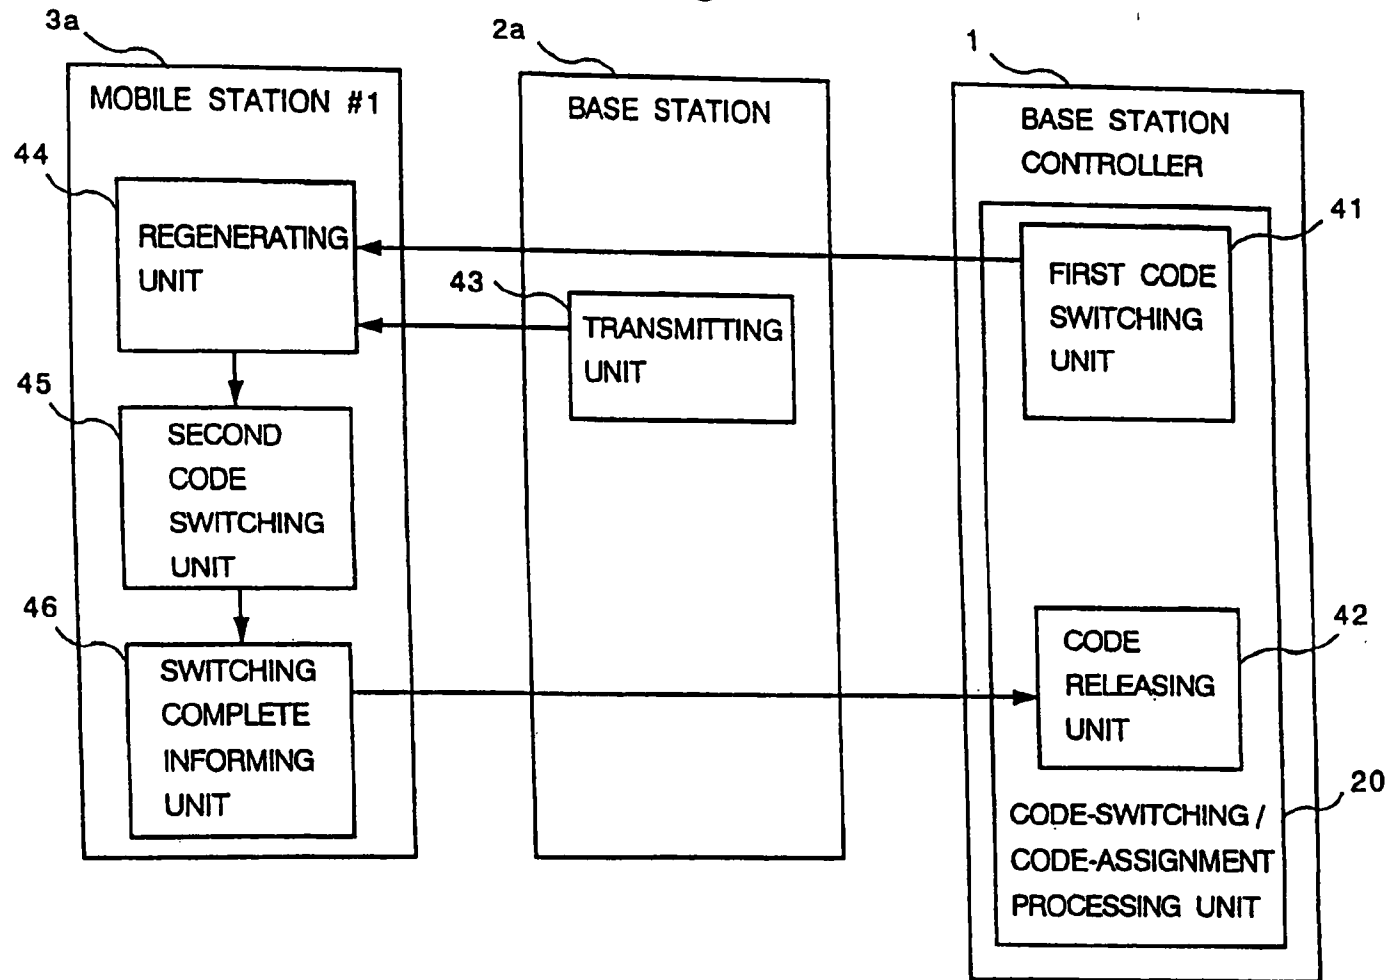 3a
MOBILE STATION #1
44
REGENERATING
UNIT
45
SECOND
CODE
SWITCHING
UNIT
46
SWITCHING
COMPLETE
INFORMING
UNIT
2a
BASE STATION
43
TRANSMITTING
UNIT
1
BASE STATION
CONTROLLER
41
FIRST CODE
SWITCHING
UNIT
42
CODE
RELEASING
UNIT
20
CODE-SWITCHING /
CODE-ASSIGNMENT
PROCESSING UNIT